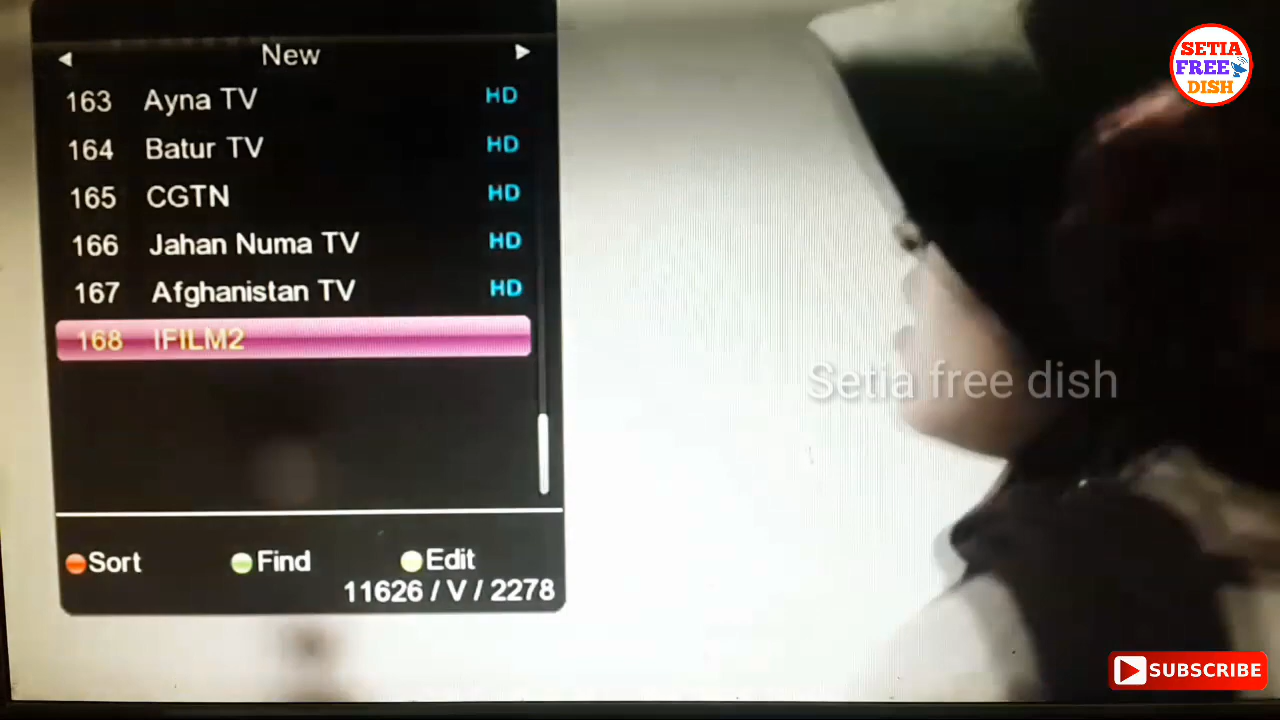 New
163 Ayna TV HD
164 Batur TV HD
165 CGTN HD
166 Jahan Numa TV HD
167 Afghanistan TV HD
168 IFILM2
Sort Find Edit
11626 / V / 2278
SETIA
FREE
DISH
Setia free dish
SUBSCRIBE